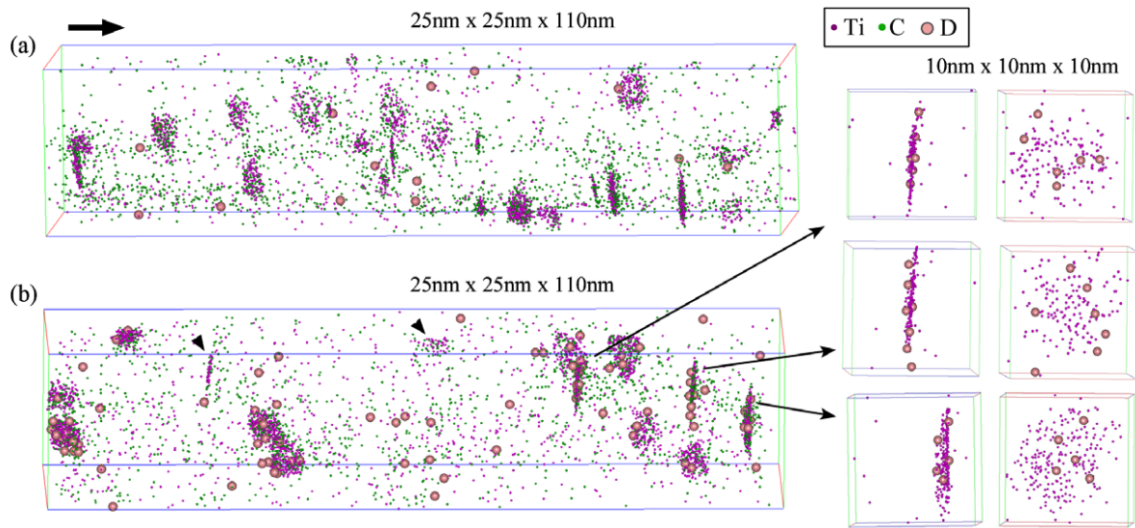 25nm x 25nm x 110nm
Ti C D
(a)
10nm x 10nm x 10nm
(b)
25nm x 25nm x 110nm